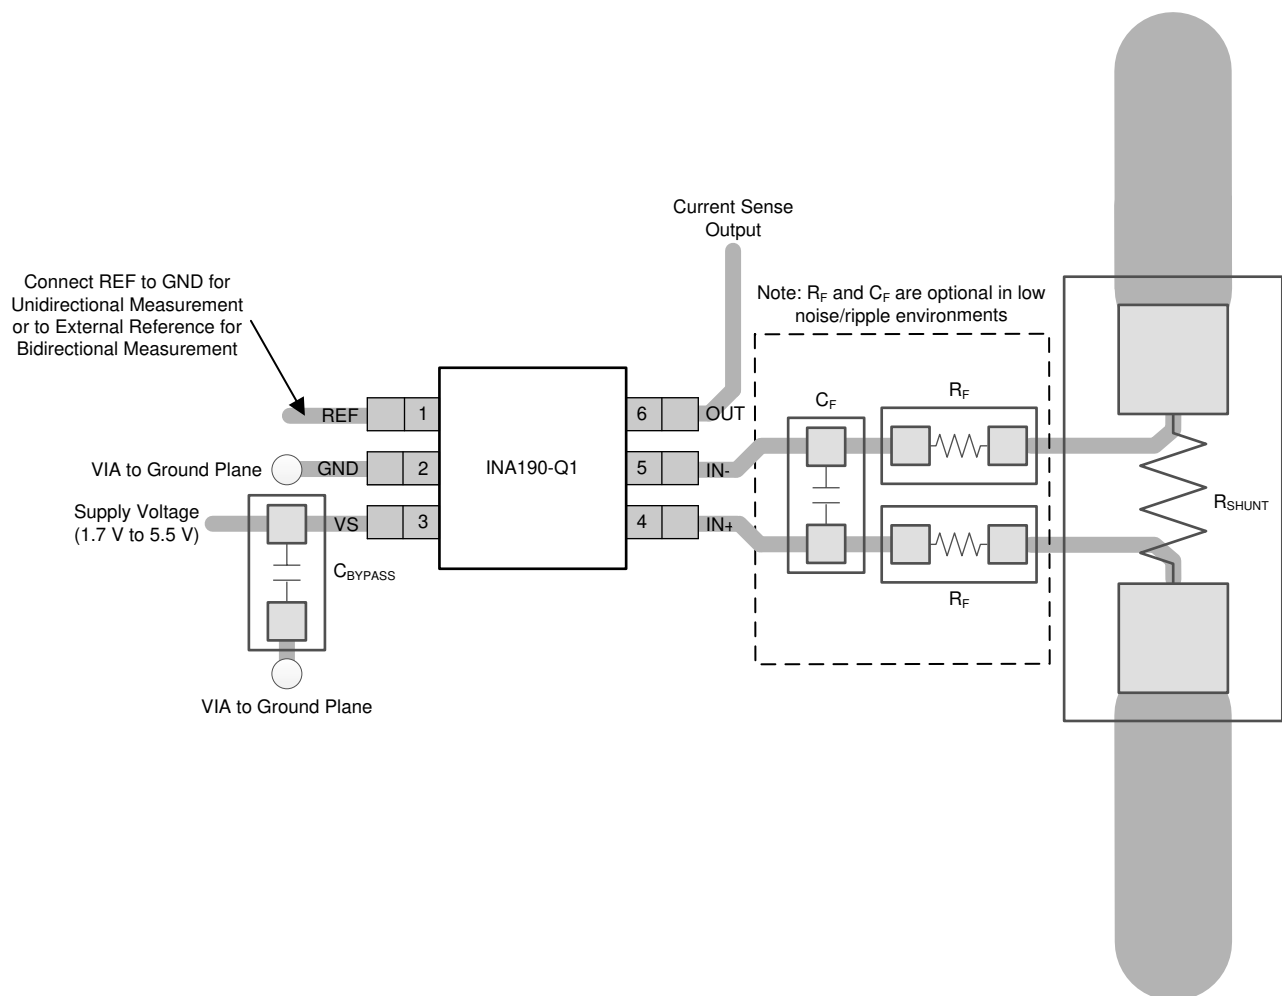 Current Sense
Output
Connect REF to GND for
Unidirectional Measurement
or to External Reference for
Bidirectional Measurement
Note: RF and CF are optional in low
noise/ripple environments
REF
1
6
OUT
CF
RF
VIA to Ground Plane
GND
2
INA190-Q1
5
IN-
Supply Voltage
(1.7 V to 5.5 V)
VS
3
4
IN+
RSHUNT
CBYPASS
RF
VIA to Ground Plane